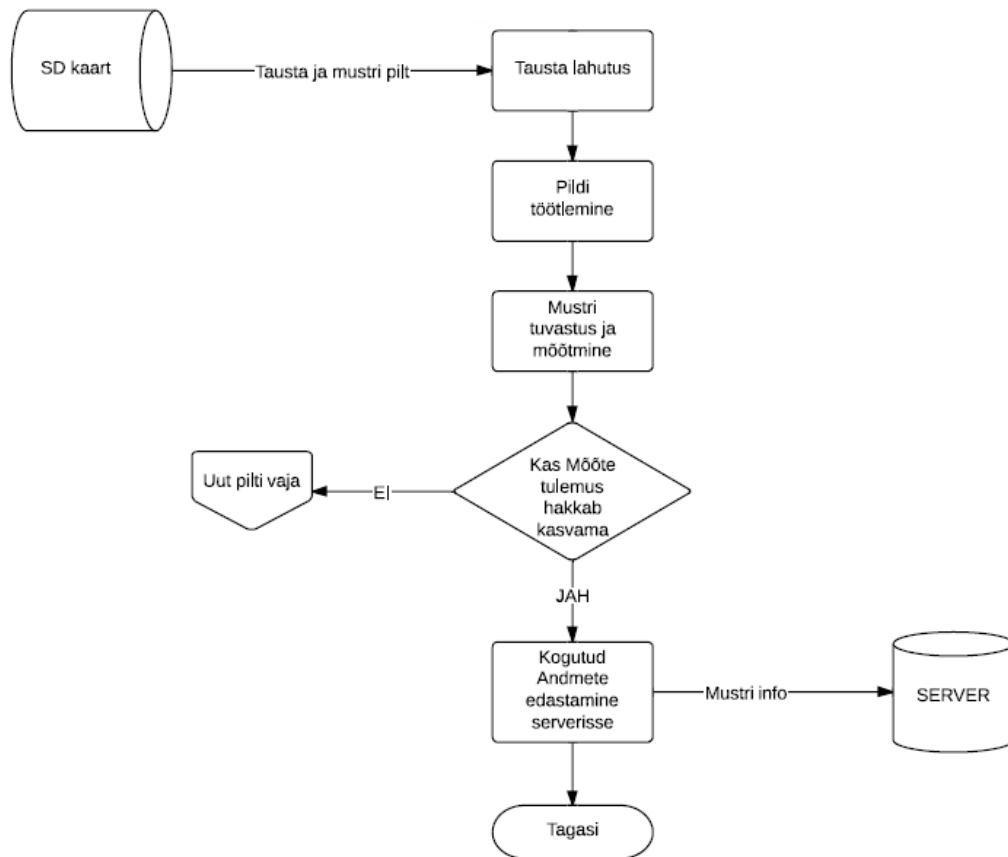 SD kaart
Tausta ja mustri pilt
Tausta lahutus
Pildi
töötlemine
Mustri
tuvastus ja
mõõtmine
Kas Mõõte
tulemus
hakkab
kasvama
EI
Uut pilti vaja
JAH
Kogutud
Andmete
edastamine
serverisse
Mustri info
SERVER
Tagasi